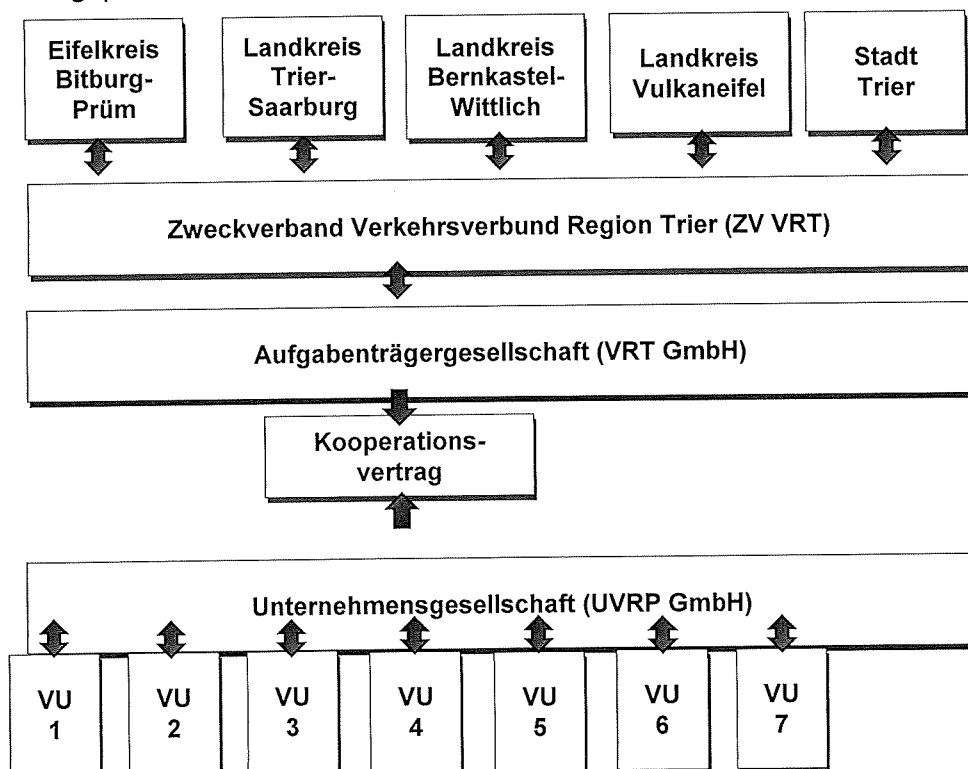 Eifelkreis
Bitburg-
Prüm
Landkreis
Trier-
Saarburg
Landkreis
Bernkastel-
Wittlich
Landkreis
Vulkaneifel
Stadt
Trier
Zweckverband Verkehrsverbund Region Trier (ZV VRT)
Aufgabenträgergesellschaft (VRT GmbH)
Kooperations-
vertrag
Unternehmensgesellschaft (UVRP GmbH)
VU
1
VU
2
VU
3
VU
4
VU
5
VU
6
VU
7